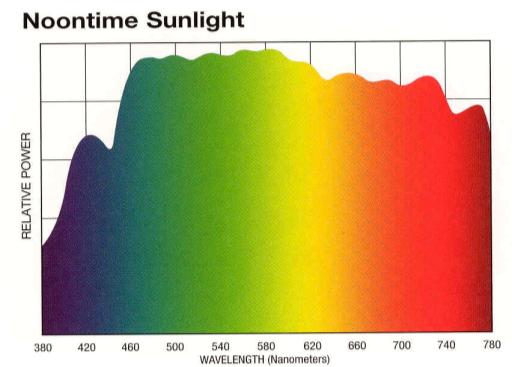 Noontime Sunlight
RELATIVE POWER
380 420 460 500 540 580 620 660 700 740 780
WAVELENGTH (Nanometers)